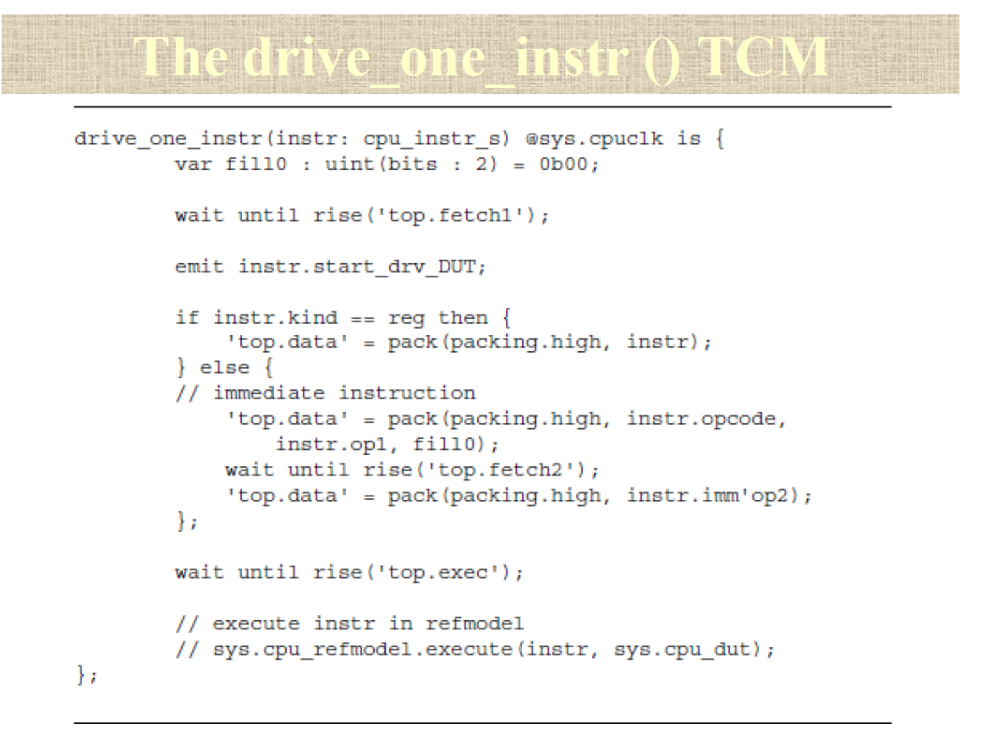 The drive_one_instr () TCM
drive_one_instr(instr: cpu_instr_s) @sys.cpuclk is {
var fill0 : uint(bits : 2) = 0b00;
wait until rise('top.fetch1');
emit instr.start_drv_DUT;
if instr.kind == reg then {
'top.data' = pack(packing.high, instr);
} else {
// immediate instruction
'top.data' = pack(packing.high, instr.opcode,
instr.op1, fill0);
wait until rise('top.fetch2');
'top.data' = pack(packing.high, instr.imm'op2);
};
wait until rise('top.exec');
// execute instr in refmodel
// sys.cpu_refmodel.execute(instr, sys.cpu_dut);
};